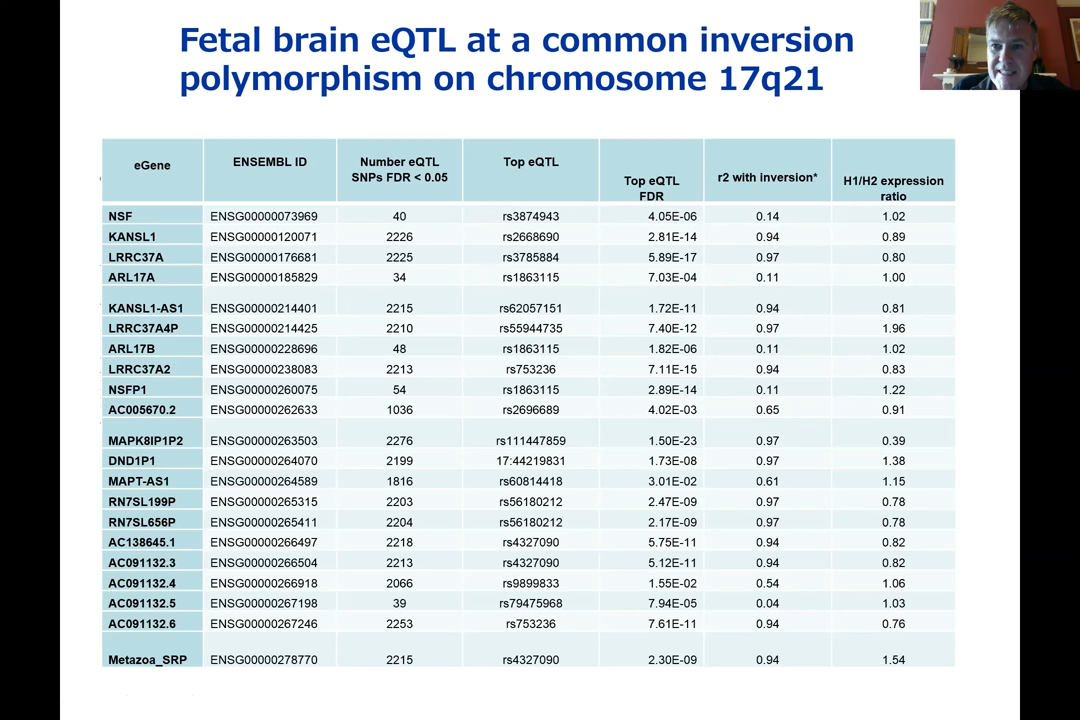 Fetal brain eQTL at a common inversion
polymorphism on chromosome 17q21
eGene ENSEMBL ID Number eQTL SNPs FDR < 0.05 Top eQTL Top eQTL FDR r2 with inversion* H1/H2 expression ratio
NSF ENSG00000073969 40 rs3874943 4.05E-06 0.14 1.02
KANSL1 ENSG00000120071 2226 rs2668690 2.81E-14 0.94 0.89
LRRC37A ENSG00000176681 2225 rs3785884 5.89E-17 0.97 0.80
ARL17A ENSG00000185829 34 rs1863115 7.03E-04 0.11 1.00
KANSL1-AS1 ENSG00000214401 2215 rs62057151 1.72E-11 0.94 0.81
LRRC37A4P ENSG00000214425 2210 rs55944735 7.40E-12 0.97 1.96
ARL17B ENSG00000228696 48 rs1863115 1.82E-06 0.11 1.02
LRRC37A2 ENSG00000238083 2213 rs753236 7.11E-15 0.94 0.83
NSFP1 ENSG00000260075 54 rs1863115 2.89E-14 0.11 1.22
AC005670.2 ENSG00000262633 1036 rs2696689 4.02E-03 0.65 0.91
MAPK8IP1P2 ENSG00000263503 2276 rs111447859 1.50E-23 0.97 0.39
DND1P1 ENSG00000264070 2199 17:44219831 1.73E-08 0.97 1.38
MAPT-AS1 ENSG00000264589 1816 rs60814418 3.01E-02 0.61 1.15
RN7SL199P ENSG00000265315 2203 rs56180212 2.47E-09 0.97 0.78
RN7SL656P ENSG00000265411 2204 rs56180212 2.17E-09 0.97 0.78
AC138645.1 ENSG00000266497 2218 rs4327090 5.75E-11 0.94 0.82
AC091132.3 ENSG00000266504 2213 rs4327090 5.12E-11 0.94 0.82
AC091132.4 ENSG00000266918 2066 rs9899833 1.55E-02 0.54 1.06
AC091132.5 ENSG00000267198 39 rs79475968 7.94E-05 0.04 1.03
AC091132.6 ENSG00000267246 2253 rs753236 7.61E-11 0.94 0.76
Metazoa_SRP ENSG00000278770 2215 rs4327090 2.30E-09 0.94 1.54